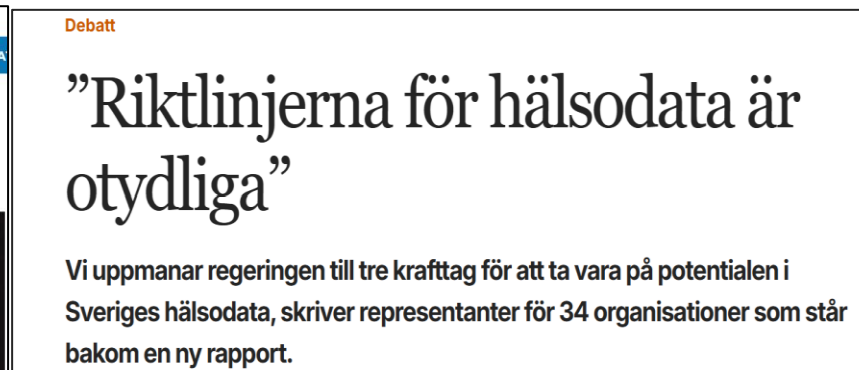 Debatt
”Riktlinjerna för hälsodata är
otydliga”
Vi uppmanar regeringen till tre krafttag för att ta vara på potentialen i
Sveriges hälsodata, skriver representanter för 34 organisationer som står
bakom en ny rapport.